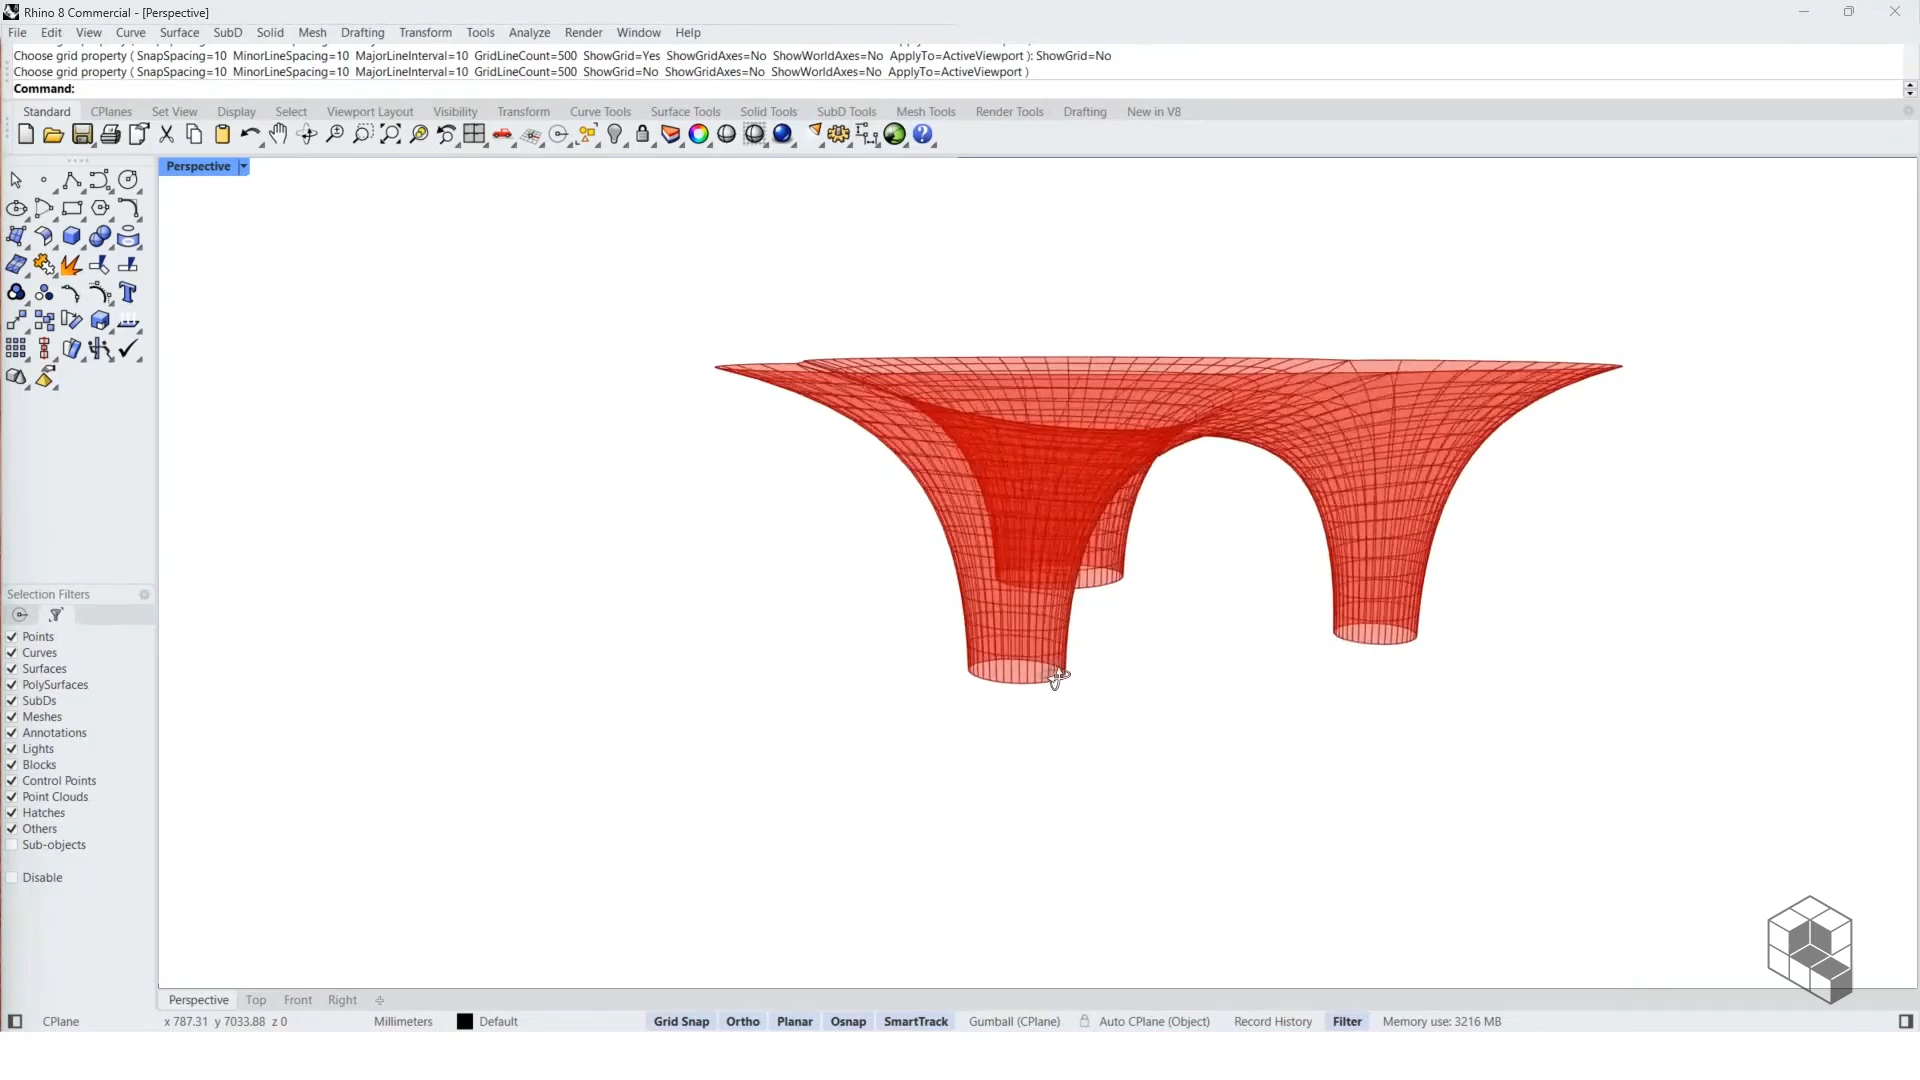 Rhino 8 Commercial - [Perspective]
File Edit View Curve Surface SubD Solid Mesh Drafting Transform Tools Analyze Render Window Help
Choose grid property ( SnapSpacing=10 MinorLineSpacing=10 MajorLineInterval=10 GridLineCount=500 ShowGrid=Yes ShowGridAxes=No ShowWorldAxes=No ApplyTo=ActiveViewport ): ShowGrid=No
Choose grid property ( SnapSpacing=10 MinorLineSpacing=10 MajorLineInterval=10 GridLineCount=500 ShowGrid=No ShowGridAxes=No ShowWorldAxes=No ApplyTo=ActiveViewport )
Command:
Standard CPlanes Set View Display Select Viewport Layout Visibility Transform Curve Tools Surface Tools Solid Tools SubD Tools Mesh Tools Render Tools Drafting New in V8
Perspective
Selection Filters
Points
Curves
Surfaces
PolySurfaces
SubDs
Meshes
Annotations
Lights
Blocks
Control Points
Point Clouds
Hatches
Others
Sub-objects
Disable
Perspective Top Front Right
CPlane x 787.31 y 7033.88 z 0 Millimeters Default Grid Snap Ortho Planar Osnap SmartTrack Gumball (CPlane) Auto CPlane (Object) Record History Filter Memory use: 3216 MB